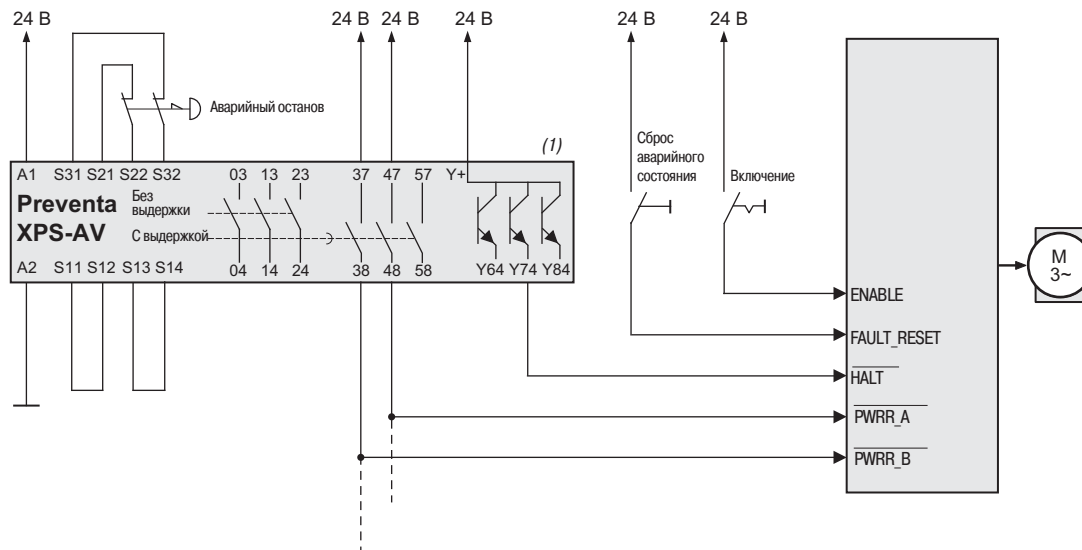 24 В 24 В 24 В 24 В 24 В 24 В
Аварийный останов
(1)
Сброс
аварийного
состояния
Включение
A1 S31 S21 S22 S32 03 13 23 37 47 57 Y+
Preventa
XPS-AV
Без
выдержки
С выдержкой
A2 S11 S12 S13 S14 04 14 24 38 48 58 Y64 Y74 Y84
M
3~
ENABLE
FAULT_RESET
HALT
PWRR_A
PWRR_B